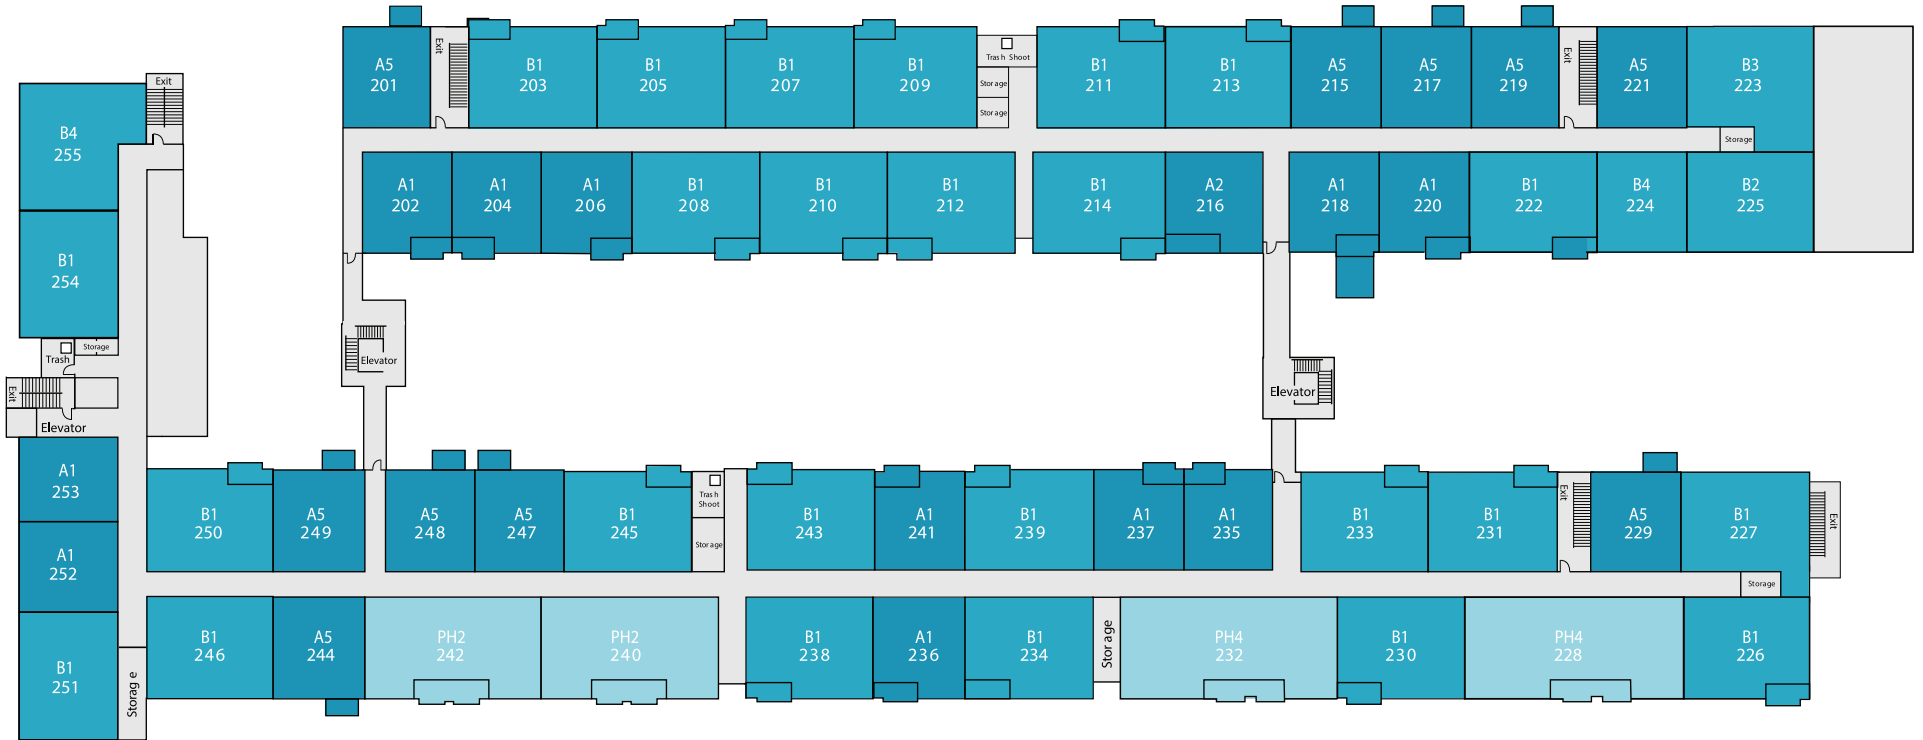 A5
201
Exit
B1
203
B1
205
B1
207
B1
209
Trash Shoot
Storage
Storage
B1
211
B1
213
A5
215
A5
217
A5
219
Exit
A5
221
B3
223
Storage
A1
202
A1
204
A1
206
B1
208
B1
210
B1
212
B1
214
A2
216
A1
218
A1
220
B1
222
B4
224
B2
225
Exit
B4
255
B1
254
Storage
Trash
Exit
Elevator
Elevator
Elevator
A1
253
A1
252
B1
251
Storage
B1
250
A5
249
A5
248
A5
247
B1
245
Trash
Shoot
Storage
B1
243
A1
241
B1
239
A1
237
A1
235
B1
233
B1
231
Exit
A5
229
B1
227
Exit
Storage
B1
246
A5
244
PH2
242
PH2
240
B1
238
A1
236
B1
234
Storage
PH4
232
B1
230
PH4
228
B1
226